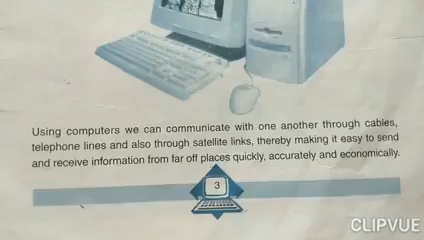 Using computers we can communicate with one another through cables,
telephone lines and also through satellite links, thereby making it easy to send
and receive information from far off places quickly, accurately and economically.
3
CLIPVUE